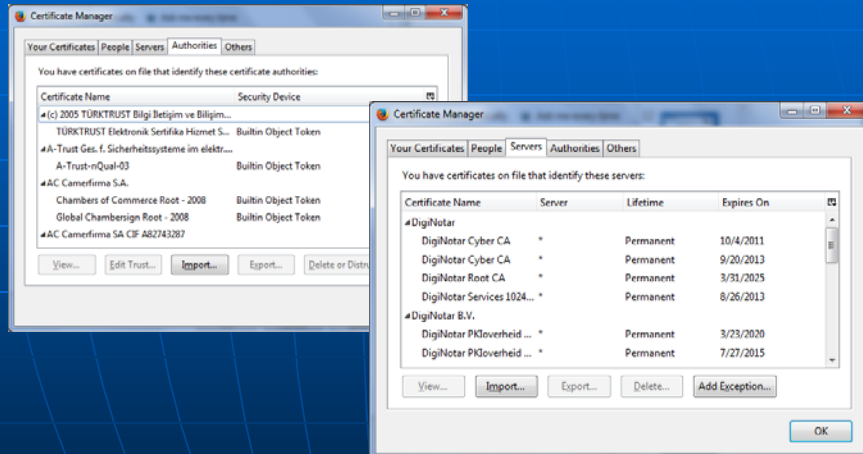 Certificate Manager
Your Certificates People Servers Authorities Others
You have certificates on file that identify these certificate authorities:
Certificate Name Security Device
(c) 2005 TÜRKTRUST Bilgi İletişim ve Bilişim...
TÜRKTRUST Elektronik Sertifika Hizmet S... Builtin Object Token
A-Trust Ges. f. Sicherheitssysteme im elektr....
A-Trust-nQual-03 Builtin Object Token
AC Camerfirma S.A.
Chambers of Commerce Root - 2008 Builtin Object Token
Global Chambersign Root - 2008 Builtin Object Token
AC Camerfirma SA CIF A82743287
View... Edit Trust... Import... Export... Delete or Distru
Certificate Manager
Your Certificates People Servers Authorities Others
You have certificates on file that identify these servers:
Certificate Name Server Lifetime Expires On
DigiNotar
DigiNotar Cyber CA * Permanent 10/4/2011
DigiNotar Cyber CA * Permanent 9/20/2013
DigiNotar Root CA * Permanent 3/31/2025
DigiNotar Services 1024... * Permanent 8/26/2013
DigiNotar B.V.
DigiNotar PKIoverheid ... * Permanent 3/23/2020
DigiNotar PKIoverheid ... * Permanent 7/27/2015
View... Import... Export... Delete... Add Exception...
OK